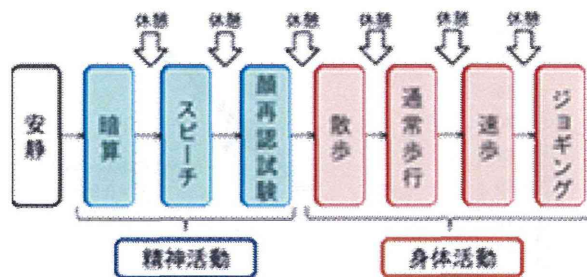 休憩 休憩 休憩 休憩 休憩 休憩
安静
暗算
スピーチ
顔再認試験
散歩
通常歩行
速歩
ジョギング
精神活動 身体活動